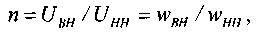 n = U_ВН / U_НН = w_ВН / w_НН,